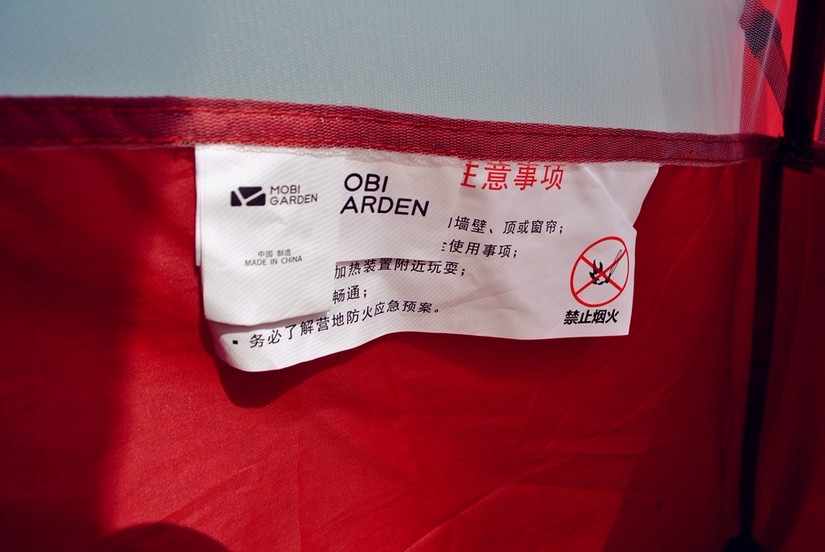 MOBI
GARDEN
中国 制造
MADE IN CHINA
OBI
ARDEN
意事项
墙壁、顶或窗帘；
使用事项；
加热装置附近玩耍；
畅通；
▪ 务必了解营地防火应急预案。
禁止烟火